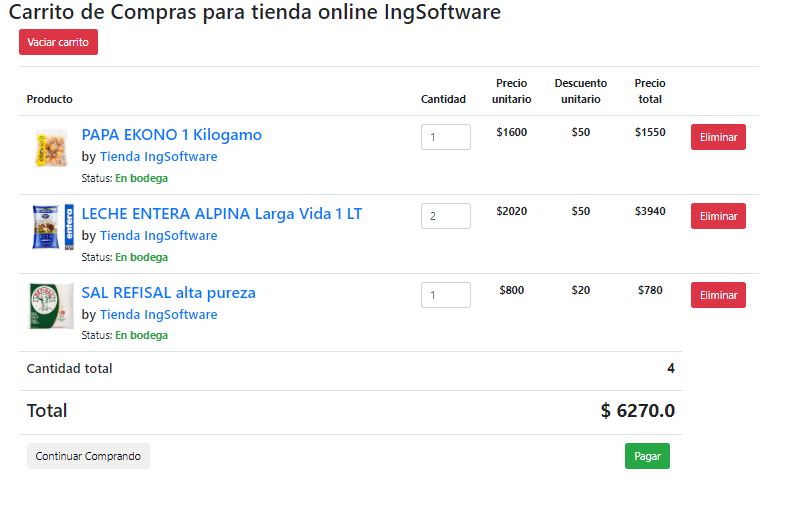 Carrito de Compras para tienda online IngSoftware
Vaciar carrito
Producto Cantidad Precio unitario Descuento unitario Precio total
PAPA EKONO 1 Kilogamo 1 $1600 $50 $1550 Eliminar
by Tienda IngSoftware
Status: En bodega
LECHE ENTERA ALPINA Larga Vida 1 LT 2 $2020 $50 $3940 Eliminar
by Tienda IngSoftware
Status: En bodega
entera
SAL REFISAL alta pureza 1 $800 $20 $780 Eliminar
by Tienda IngSoftware
Status: En bodega
REFISAL
Cantidad total 4
Total $ 6270.0
Continuar Comprando Pagar